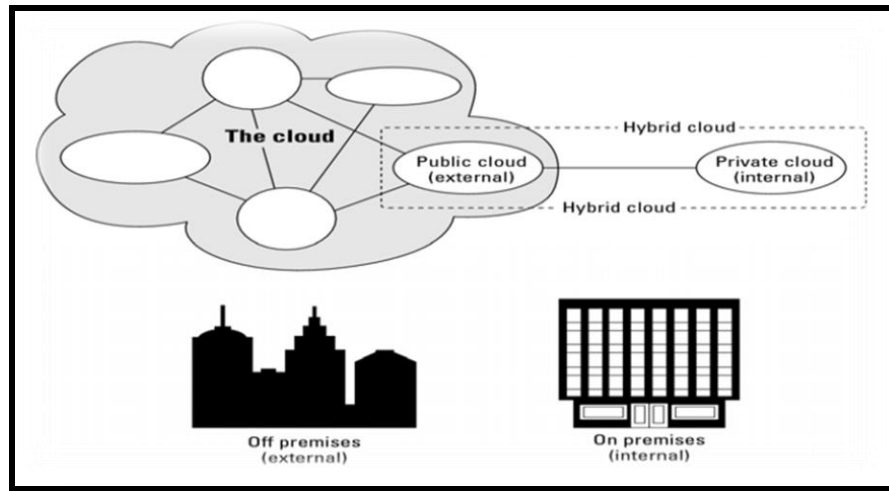 Hybrid cloud
The cloud
Public cloud
(external)
Private cloud
(internal)
Hybrid cloud
Off premises
(external)
On premises
(internal)